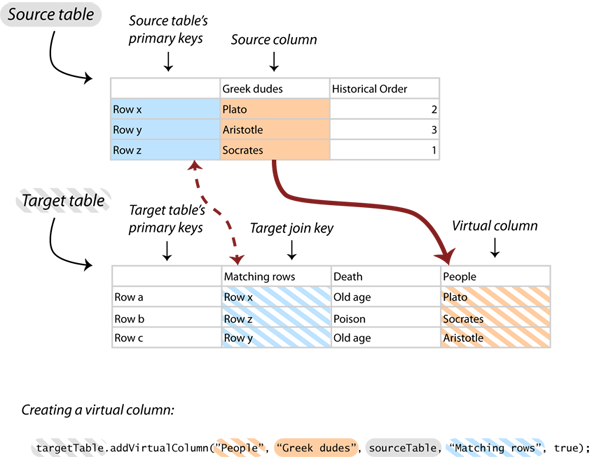 Source table
Source table's
primary keys
Source column
Greek dudes Historical Order
Row x Plato 2
Row y Aristotle 3
Row z Socrates 1
Target table
Target table's
primary keys
Target join key
Virtual column
Matching rows Death People
Row a Row x Old age Plato
Row b Row z Poison Socrates
Row c Row y Old age Aristotle
Creating a virtual column:
targetTable.addVirtualColumn("People", "Greek dudes", sourceTable, "Matching rows", true);